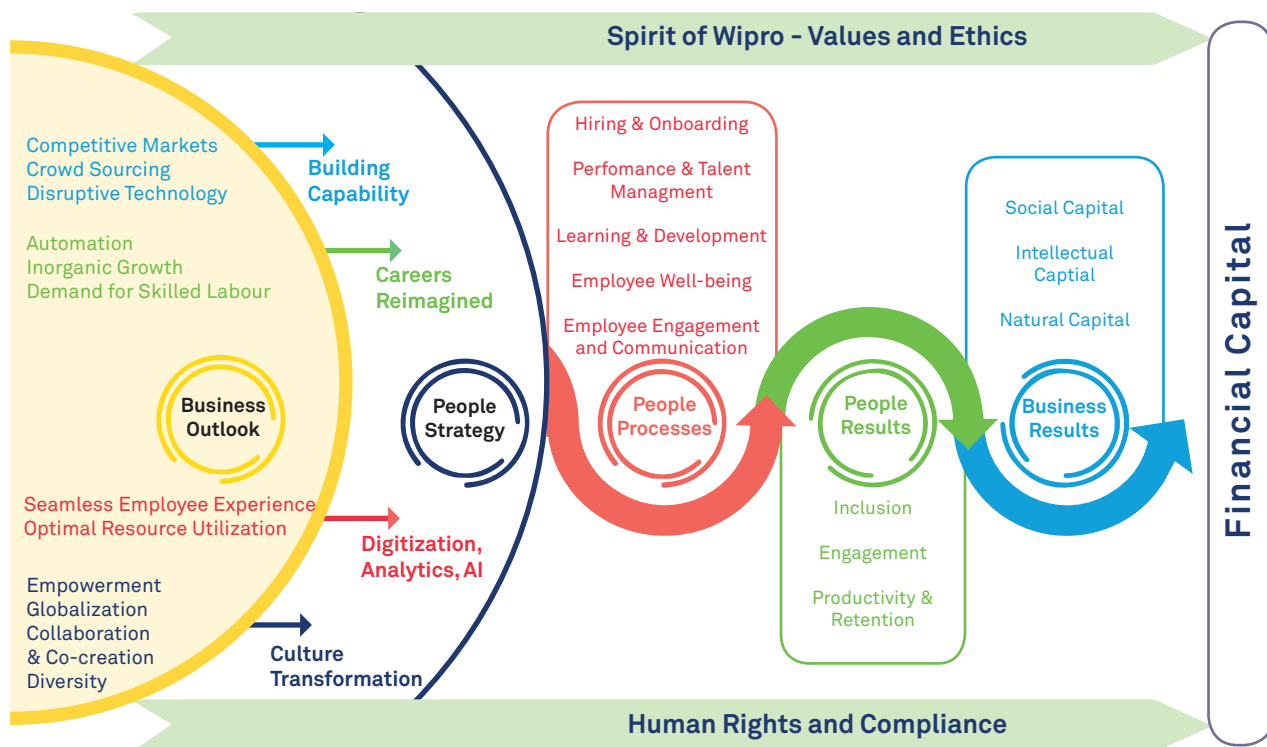 Spirit of Wipro - Values and Ethics
Competitive Markets
Crowd Sourcing
Disruptive Technology
Building
Capability
Automation
Inorganic Growth
Demand for Skilled Labour
Careers
Reimagined
Business
Outlook
People
Strategy
Seamless Employee Experience
Optimal Resource Utilization
Digitization,
Analytics, AI
Empowerment
Globalization
Collaboration
& Co-creation
Diversity
Culture
Transformation
Hiring & Onboarding
Perfomance & Talent
Managment
Learning & Development
Employee Well-being
Employee Engagement
and Communication
People
Processes
People
Results
Inclusion
Engagement
Productivity &
Retention
Social Capital
Intellectual
Captial
Natural Capital
Business
Results
Financial Capital
Human Rights and Compliance